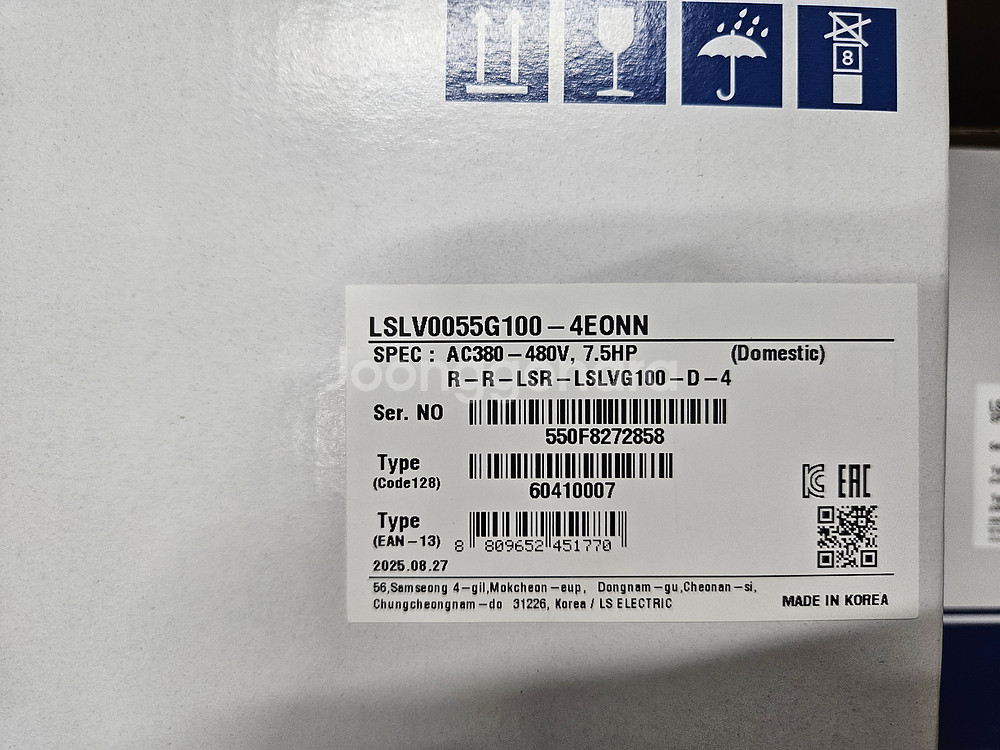 8
LSLV0055G100-4EONN
SPEC : AC380-480V, 7.5HP (Domestic)
R-R-LSR-LSLVG100-D-4
Ser. NO
550F8272858
Type
(Code128)
60410007
EAC
Type
(EAN-13)
8 809652 451770
2025.08.27
56,Samseong 4-gil,Mokcheon-eup, Dongnam-gu,Cheonan-si,
Chungcheongnam-do 31226, Korea / LS ELECTRIC
MADE IN KOREA